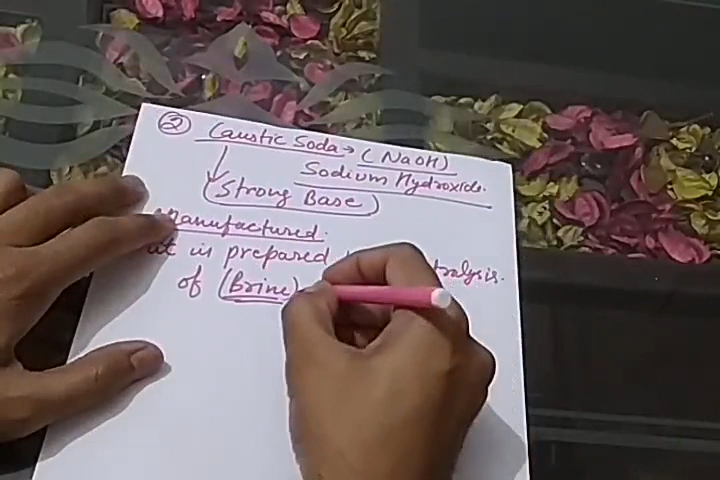 ② Caustic Soda → (NaOH)
Sodium Hydroxide.
(Strong Base)
Manufactured.
It is prepared
of (Brine)